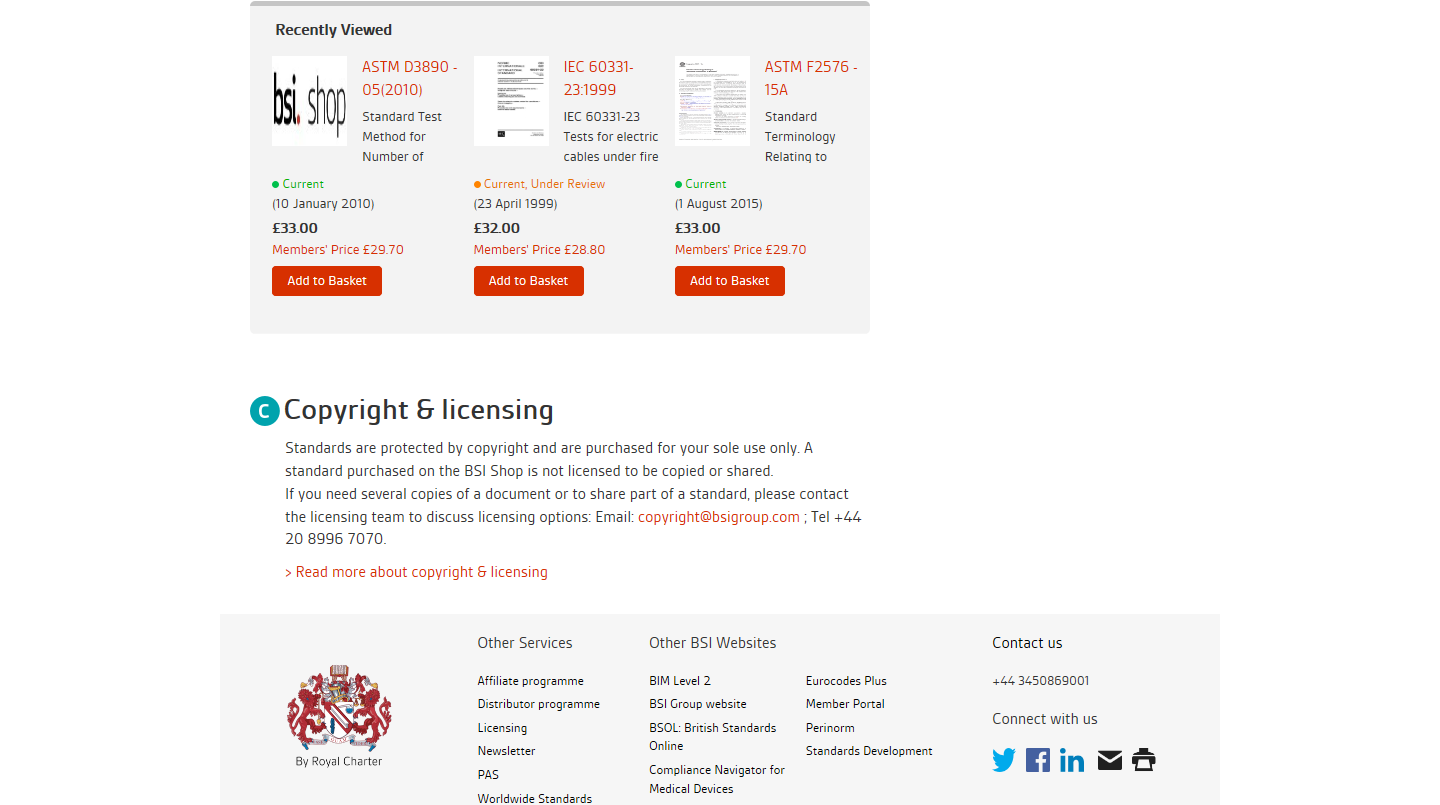 Recently Viewed
bsi. shop
ASTM D3890 -
05(2010)
Standard Test
Method for
Number of
Current
(10 January 2010)
£33.00
Members' Price £29.70
Add to Basket
IEC 60331-
23:1999
IEC 60331-23
Tests for electric
cables under fire
Current, Under Review
(23 April 1999)
£32.00
Members' Price £28.80
Add to Basket
ASTM F2576 -
15A
Standard
Terminology
Relating to
Current
(1 August 2015)
£33.00
Members' Price £29.70
Add to Basket
C Copyright & licensing
Standards are protected by copyright and are purchased for your sole use only. A
standard purchased on the BSI Shop is not licensed to be copied or shared.
If you need several copies of a document or to share part of a standard, please contact
the licensing team to discuss licensing options: Email: copyright@bsigroup.com ; Tel +44
20 8996 7070.
> Read more about copyright & licensing
By Royal Charter
Other Services
Affiliate programme
Distributor programme
Licensing
Newsletter
PAS
Worldwide Standards
Other BSI Websites
BIM Level 2
BSI Group website
BSOL: British Standards
Online
Compliance Navigator for
Medical Devices
Eurocodes Plus
Member Portal
Perinorm
Standards Development
Contact us
+44 3450869001
Connect with us